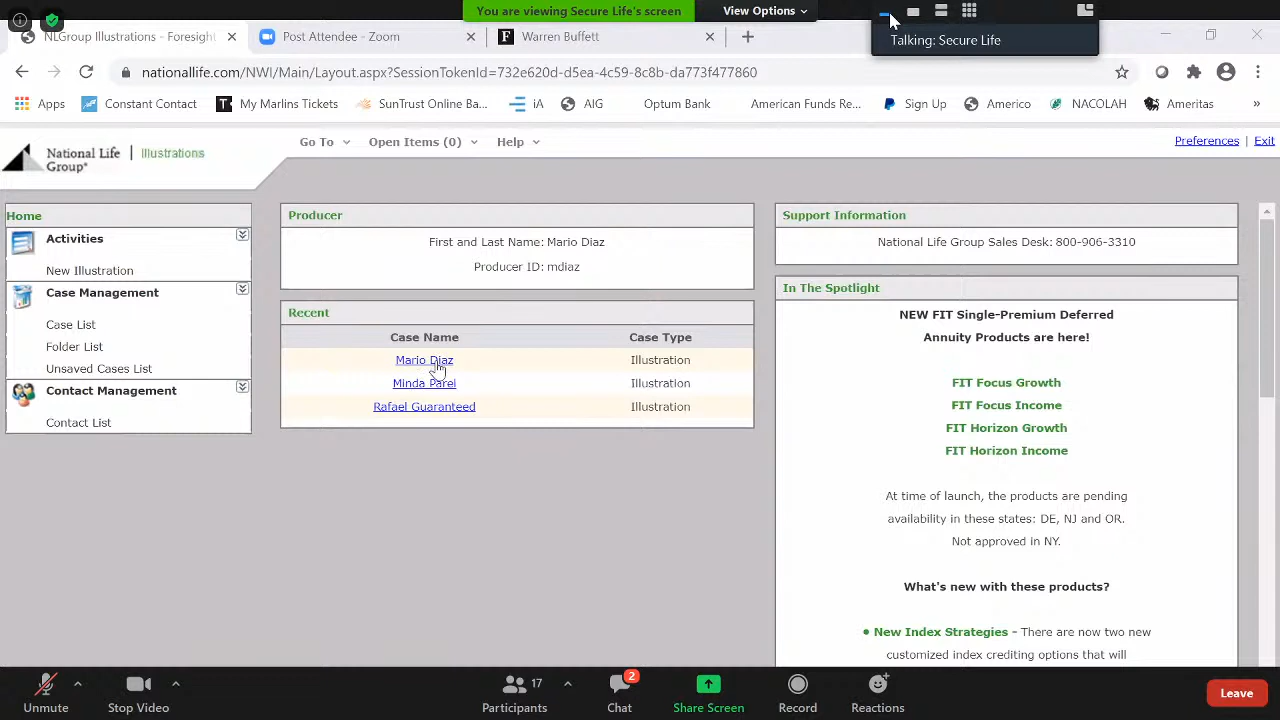 You are viewing Secure Life's screen
View Options
Talking: Secure Life
NLGroup Illustrations - Foresight
Post Attendee - Zoom
Warren Buffett
nationallife.com/NWI/Main/Layout.aspx?SessionTokenId=732e620d-d5ea-4c59-8c8b-da773f477860
Apps
Constant Contact
My Martins Tickets
SunTrust Online Ba...
iA
AIG
Optum Bank
American Funds Re...
Sign Up
Americo
NACOLAH
Ameritas
»
National Life Group®
Illustrations
Go To
Open Items (0)
Help
Preferences | Exit
Home
Activities
New Illustration
Case Management
Case List
Folder List
Unsaved Cases List
Contact Management
Contact List
Producer
First and Last Name: Mario Diaz
Producer ID: mdiaz
Recent
Case Name Case Type
Mario Diaz Illustration
Minda Parel Illustration
Rafael Guaranteed Illustration
Support Information
National Life Group Sales Desk: 800-906-3310
In The Spotlight
NEW FIT Single-Premium Deferred
Annuity Products are here!
FIT Focus Growth
FIT Focus Income
FIT Horizon Growth
FIT Horizon Income
At time of launch, the products are pending
availability in these states: DE, NJ and OR.
Not approved in NY.
What's new with these products?
• New Index Strategies - There are now two new
customized index crediting options that will
Unmute
Stop Video
17
Participants
2
Chat
Share Screen
Record
Reactions
Leave